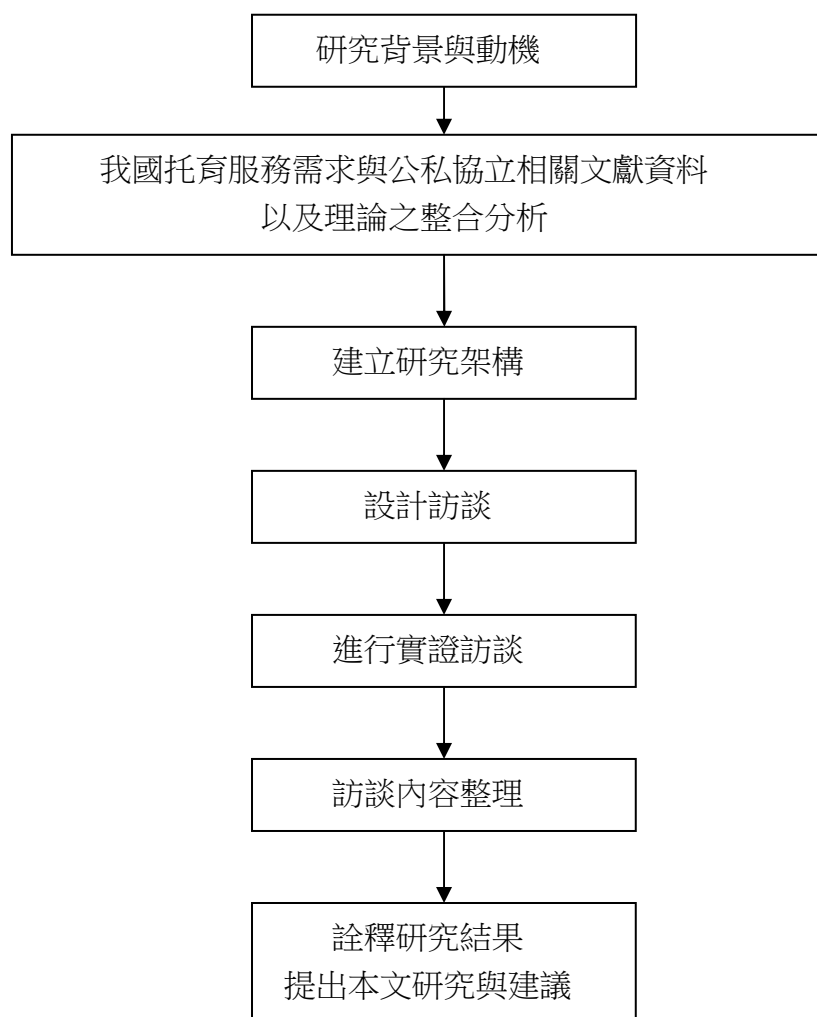 研究背景與動機
我國托育服務需求與公私協立相關文獻資料
以及理論之整合分析
建立研究架構
設計訪談
進行實證訪談
訪談內容整理
詮釋研究結果
提出本文研究與建議